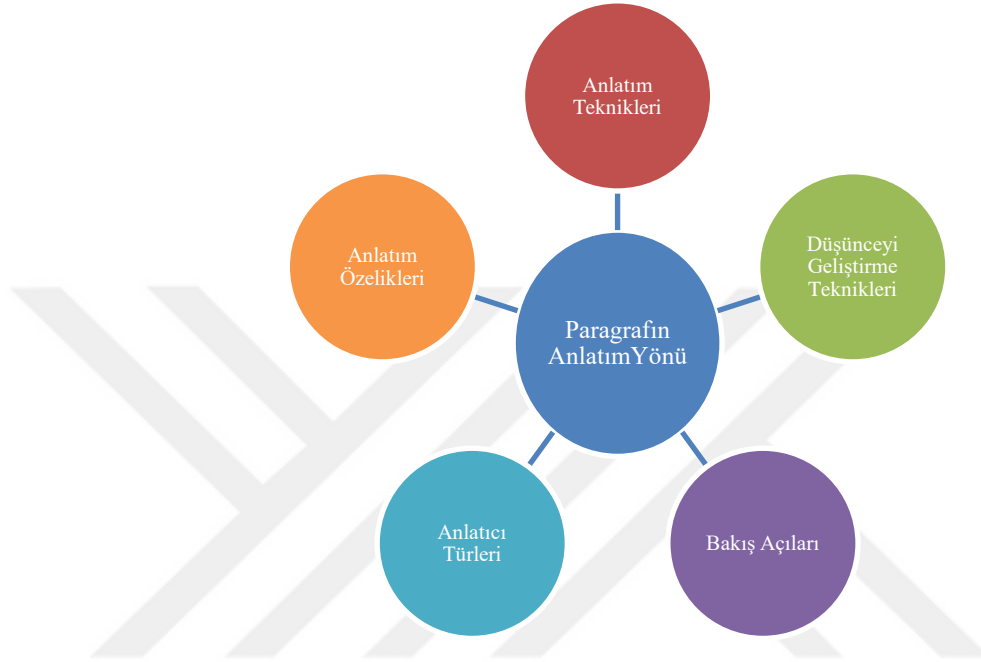 Anlatım
Teknikleri
Düşünceyi
Geliştirme
Teknikleri
Anlatım
Özelikleri
Paragrafın
AnlatımYönü
Anlatıcı
Türleri
Bakış Açıları